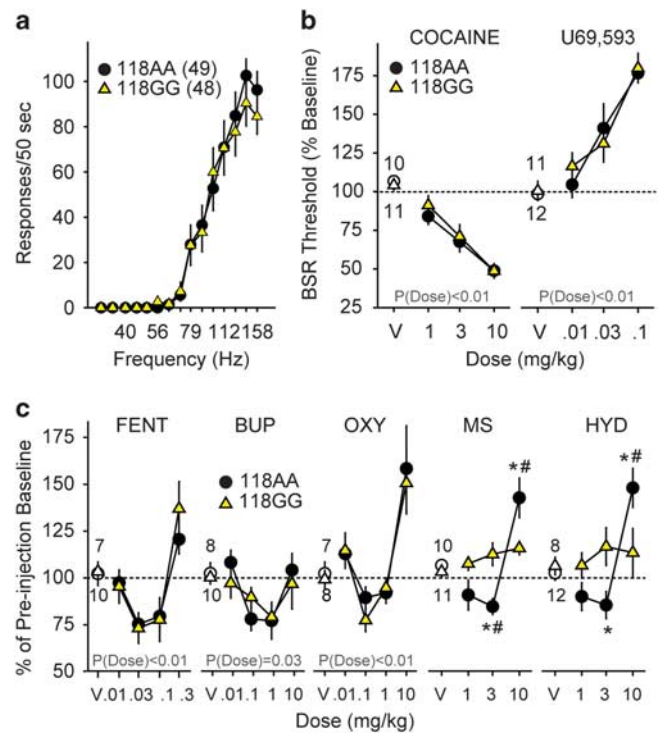 a
118AA (49)
118GG (48)
100
80
60
40
20
0
Responses/50 sec
40 56 79 112 158
Frequency (Hz)
b
COCAINE U69,593
118AA
118GG
175
150
125
100
75
50
25
BSR Threshold (% Baseline)
10
11
11
12
P(Dose)<0.01 P(Dose)<0.01
V 1 3 10 V .01 .03 .1
Dose (mg/kg)
c
FENT BUP OXY MS HYD
118AA
118GG
175
150
125
100
75
50
% of Pre-injection Baseline
*# *#
7 8 7 10 8
10 10 8 11 12
*# *
P(Dose)<0.01 P(Dose)=0.03 P(Dose)<0.01
V .01 .03 .1 .3 V .01 .1 1 10 V .01 .1 1 10 V 1 3 10 V 1 3 10
Dose (mg/kg)